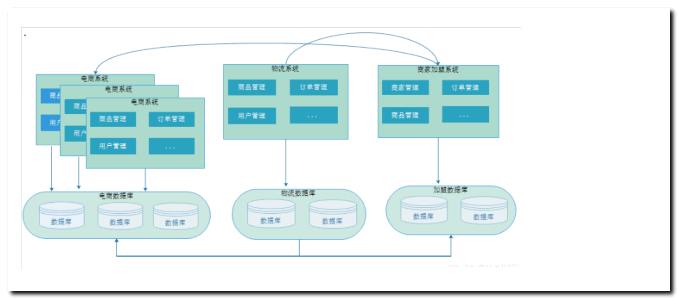 电商系统
物流系统
商家加盟系统
电商系统
电商系统
商品管理
订单管理
用户管理
...
商品管理
订单管理
用户管理
...
商家管理
订单管理
商品管理
...
电商数据库
物流数据库
加盟数据库
数据库
数据库
数据库
数据库
数据库
数据库
数据库